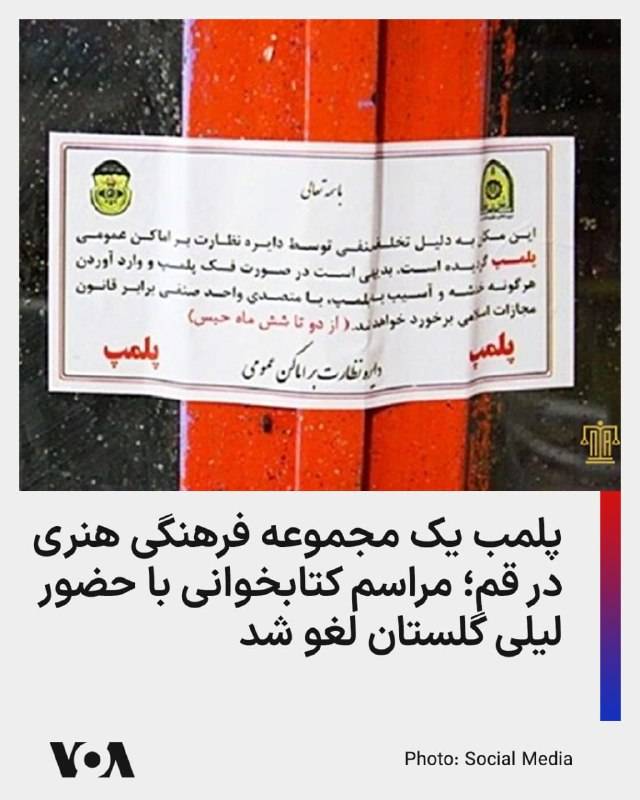 باسمه تعالی
این مکان به دلیل تخلف صنفی توسط دایره نظارت بر اماکن عمومی
پلمپ گردیده است، بدیهی است در صورت فک پلمپ و وارد آوردن
هرگونه خدشه و آسیب به پلمپ، با متصدی واحد صنفی برابر قانون
مجازات اسلامی برخورد خواهد شد. (از دو تا شش ماه حبس)
پلمپ پلمپ
دایره نظارت بر اماکن عمومی
پلمب یک مجموعه فرهنگی هنری
در قم؛ مراسم کتابخوانی با حضور
لیلی گلستان لغو شد
VOA
Photo: Social Media